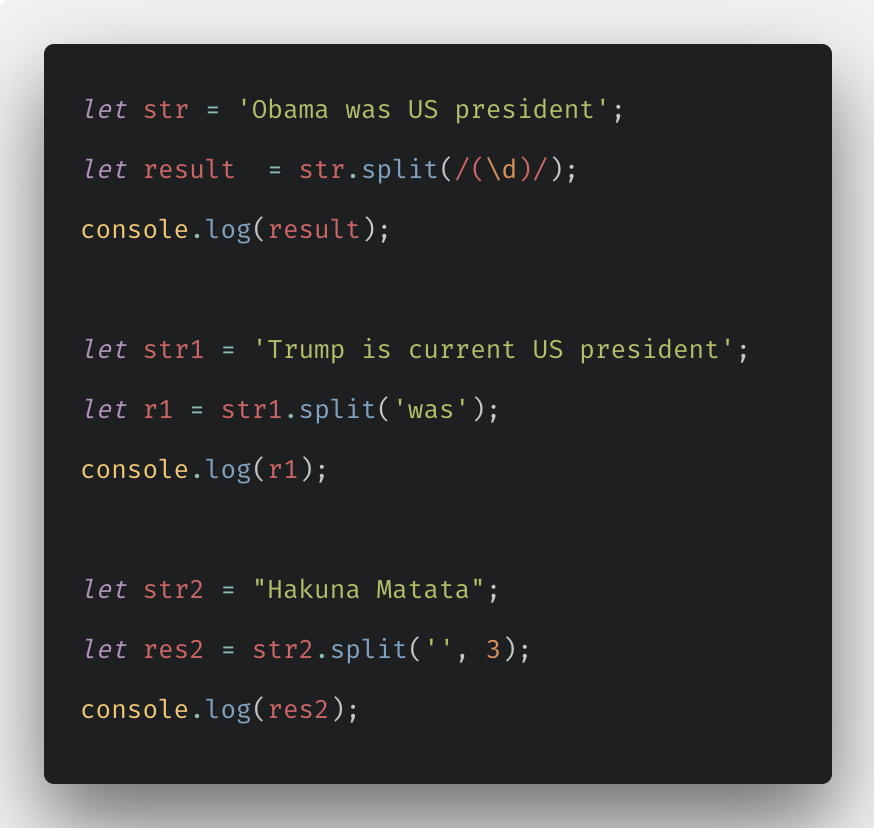 let str = 'Obama was US president';
let result  = str.split(/(\d)/);
console.log(result);
let str1 = 'Trump is current US president';
let r1 = str1.split('was');
console.log(r1);
let str2 = "Hakuna Matata";
let res2 = str2.split('', 3);
console.log(res2);